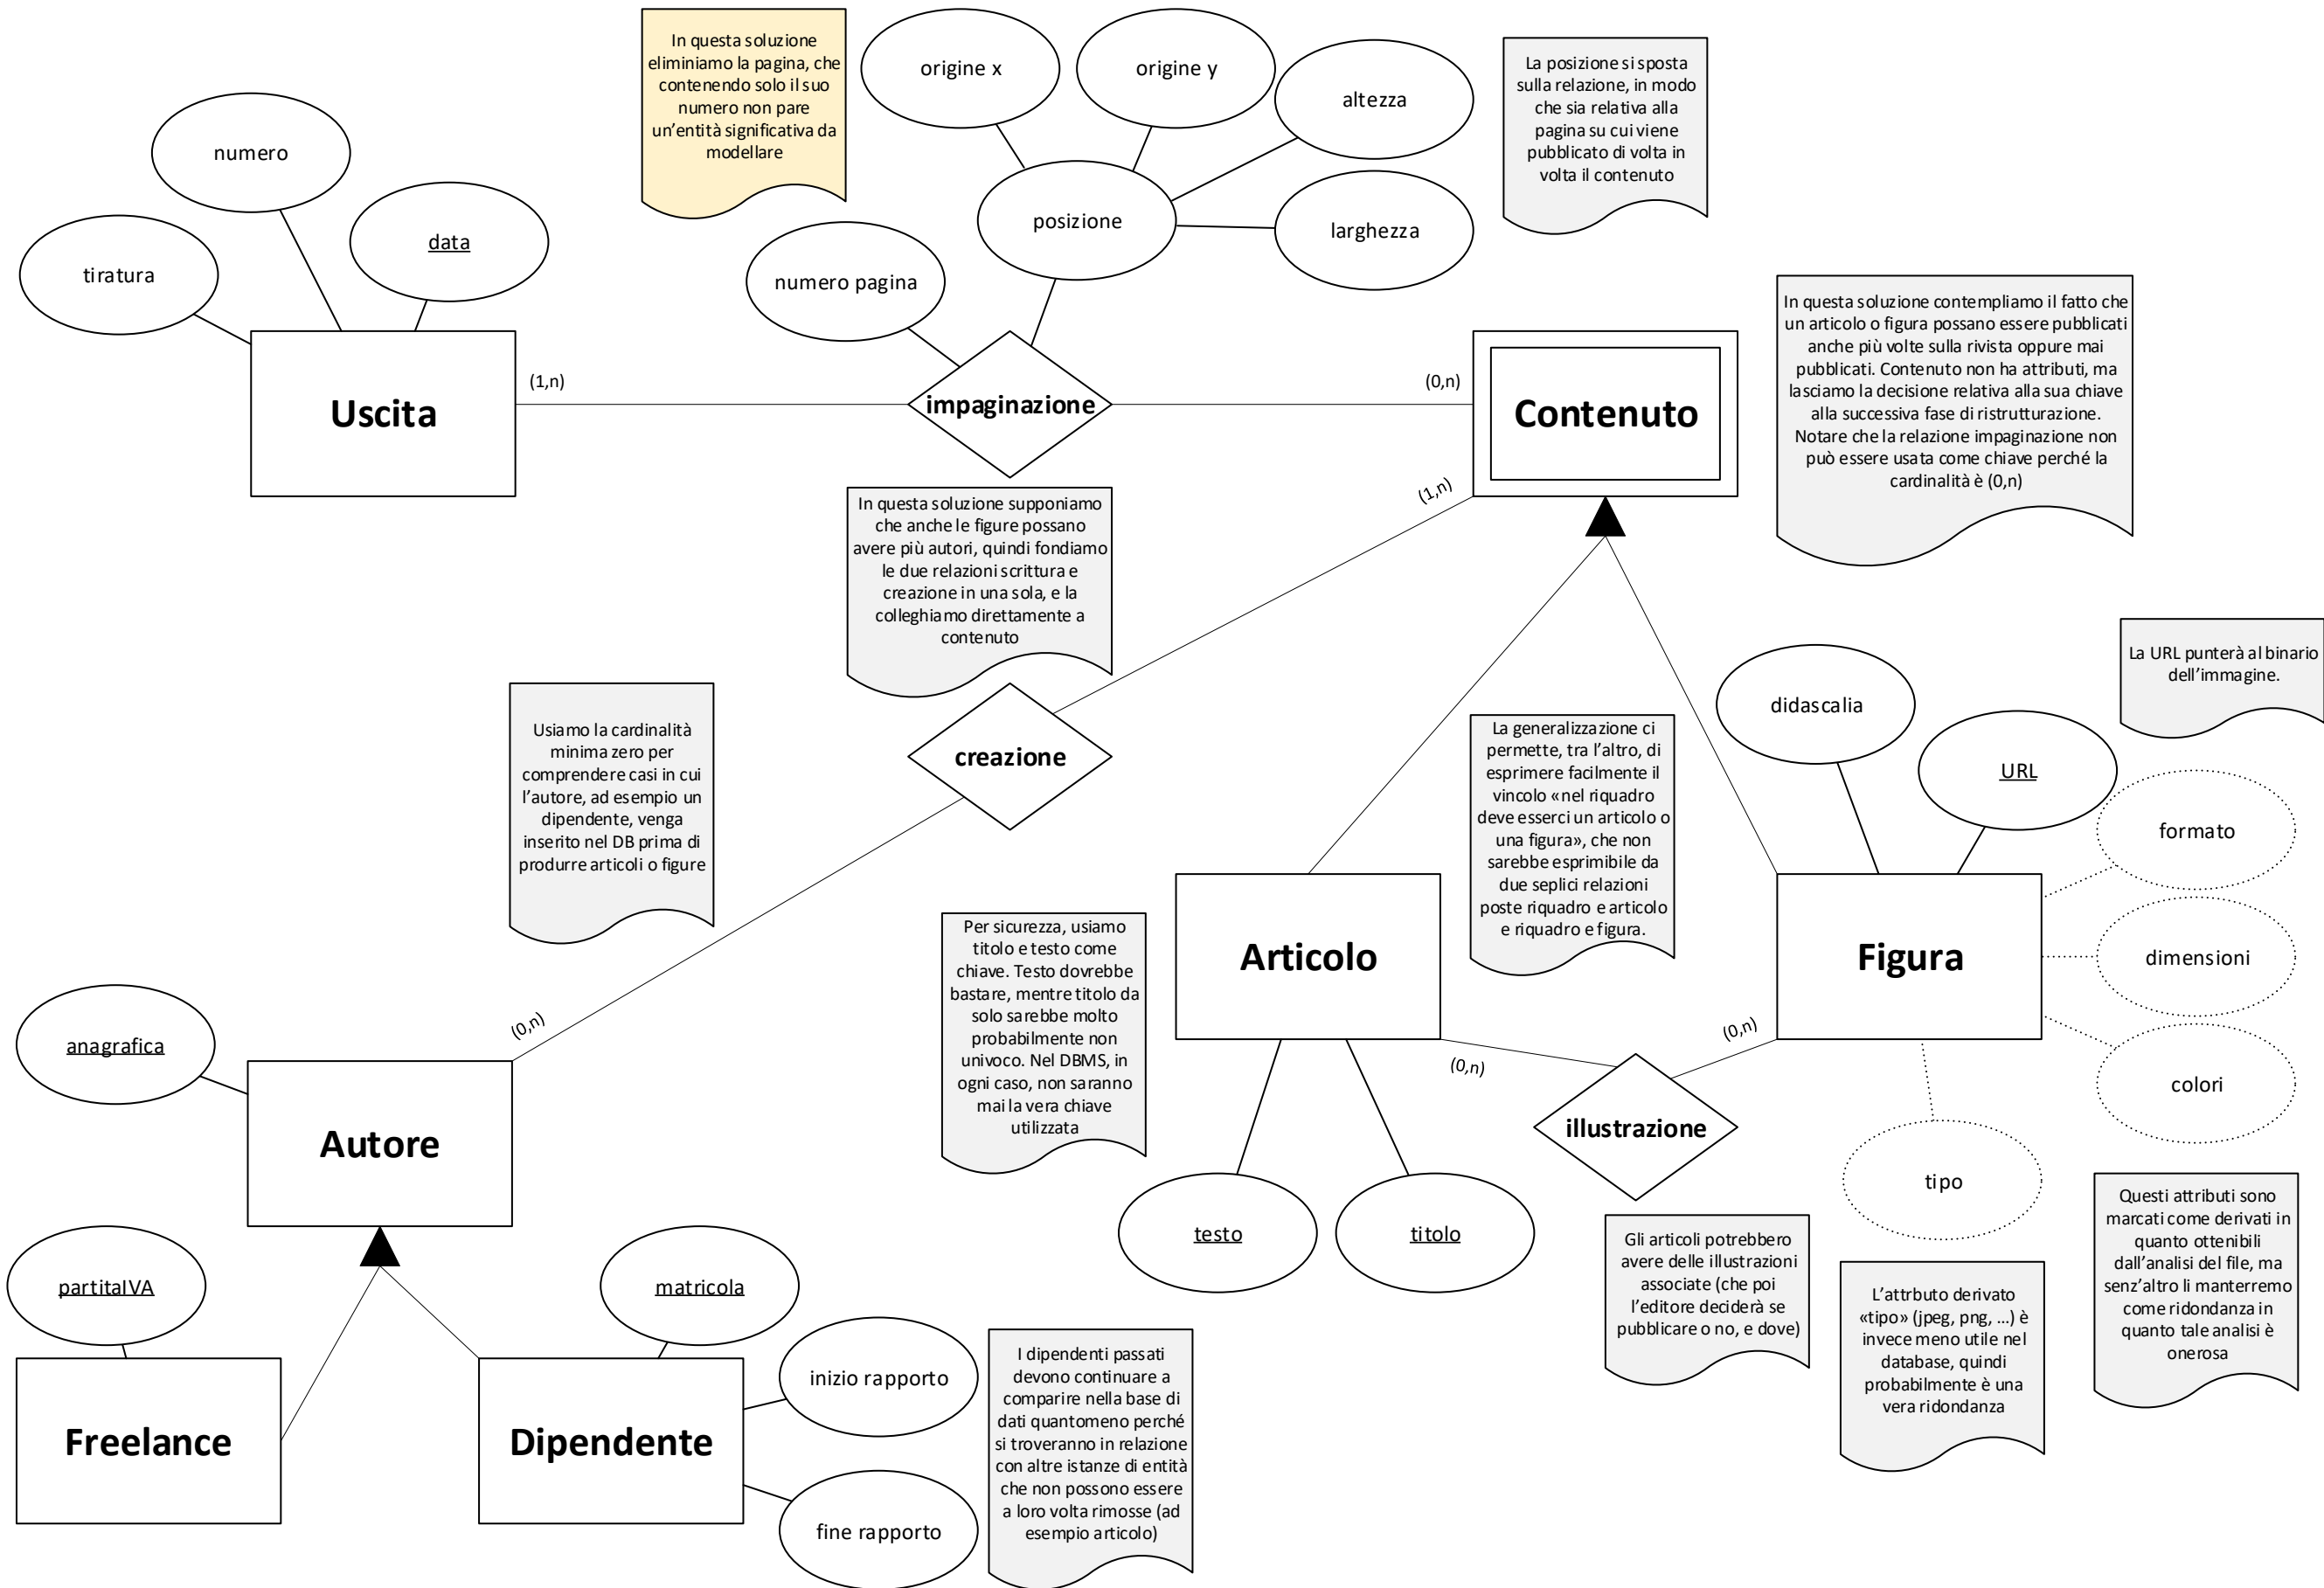 In questa soluzione
eliminiamo la pagina, che
contenendo solo il suo
numero non pare
un'entità significativa da
modellare
origine x
origine y
altezza
La posizione si sposta
sulla relazione, in modo
che sia relativa alla
pagina su cui viene
pubblicato di volta in
volta il contenuto
numero
data
tiratura
posizione
larghezza
numero pagina
In questa soluzione contempliamo il fatto che
un articolo o figura possano essere pubblicati
anche più volte sulla rivista oppure mai
pubblicati. Contenuto non ha attributi, ma
lasciamo la decisione relativa alla sua chiave
alla successiva fase di ristrutturazione.
Notare che la relazione impaginazione non
può essere usata come chiave perché la
cardinalità è (0,n)
Uscita
(1,n)
impaginazione
(0,n)
Contenuto
(1,n)
In questa soluzione supponiamo
che anche le figure possano
avere più autori, quindi fondiamo
le due relazioni scrittura e
creazione in una sola, e la
colleghiamo direttamente a
contenuto
La URL punterà al binario
dell'immagine.
Usiamo la cardinalità
minima zero per
comprendere casi in cui
l'autore, ad esempio un
dipendente, venga
inserito nel DB prima di
produrre articoli o figure
creazione
La generalizzazione ci
permette, tra l'altro, di
esprimere facilmente il
vincolo «nel riquadro
deve esserci un articolo o
una figura», che non
sarebbe esprimibile da
due seplici relazioni
poste riquadro e articolo
e riquadro e figura.
didascalia
URL
formato
dimensioni
colori
tipo
Per sicurezza, usiamo
titolo e testo come
chiave. Testo dovrebbe
bastare, mentre titolo da
solo sarebbe molto
probabilmente non
univoco. Nel DBMS, in
ogni caso, non saranno
mai la vera chiave
utilizzata
Articolo
Figura
(0,n)
(0,n)
illustrazione
testo
titolo
anagrafica
(0,n)
Autore
Gli articoli potrebbero
avere delle illustrazioni
associate (che poi
l'editore deciderà se
pubblicare o no, e dove)
L'attrbuto derivato
«tipo» (jpeg, png, …) è
invece meno utile nel
database, quindi
probabilmente è una
vera ridondanza
Questi attributi sono
marcati come derivati in
quanto ottenibili
dall'analisi del file, ma
senz'altro li manterremo
come ridondanza in
quanto tale analisi è
onerosa
partitaIVA
matricola
inizio rapporto
fine rapporto
Freelance
Dipendente
I dipendenti passati
devono continuare a
comparire nella base di
dati quantomeno perché
si troveranno in relazione
con altre istanze di entità
che non possono essere
a loro volta rimosse (ad
esempio articolo)